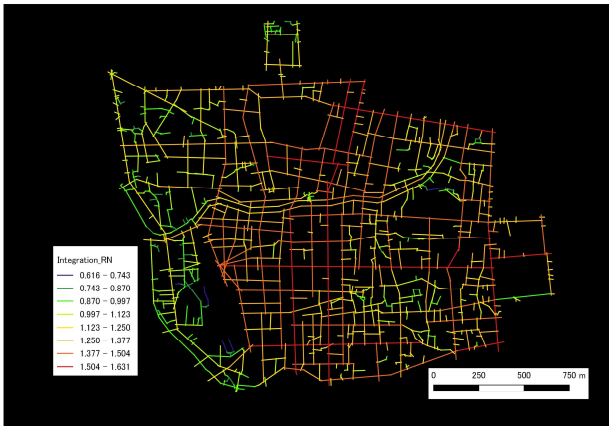 Integration_RN
0.616 - 0.743
0.743 - 0.870
0.870 - 0.997
0.997 - 1.123
1.123 - 1.250
1.250 - 1.377
1.377 - 1.504
1.504 - 1.631
0 250 500 750 m